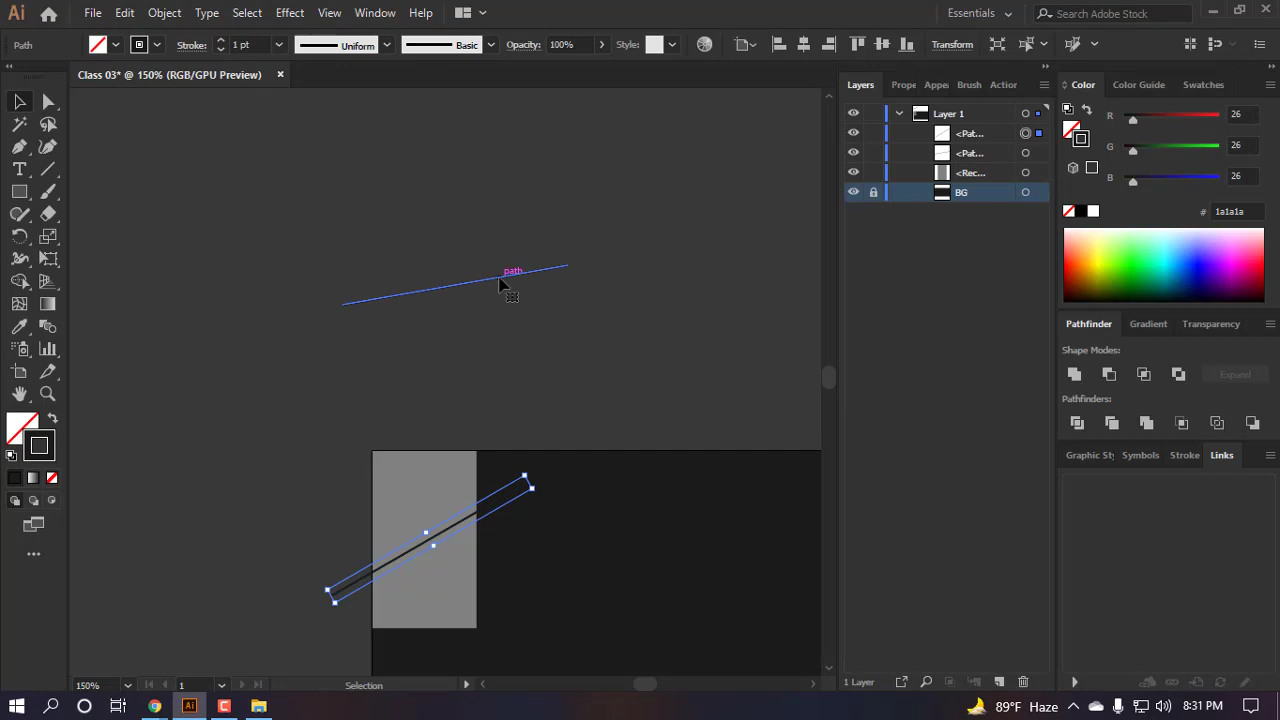 Ai File Edit Object Type Select Effect View Window Help Essentials Search Adobe Stock
Path Stroke: 1 pt Uniform Basic Opacity: 100% Style: Transform
Class 03* @ 150% (RGB/GPU Preview) ×
Layers Prope Appea Brush Action
Color Color Guide Swatches
Layer 1
<Pat...
<Pat...
<Rec...
BG
R 26
G 26
B 26
# 1a1a1a
path
Pathfinder Gradient Transparency
Shape Modes:
Expand
Pathfinders:
Graphic Sty Symbols Stroke Links
150% 1 Selection
1 Layer
Ai C 89°F Haze 8:31 PM